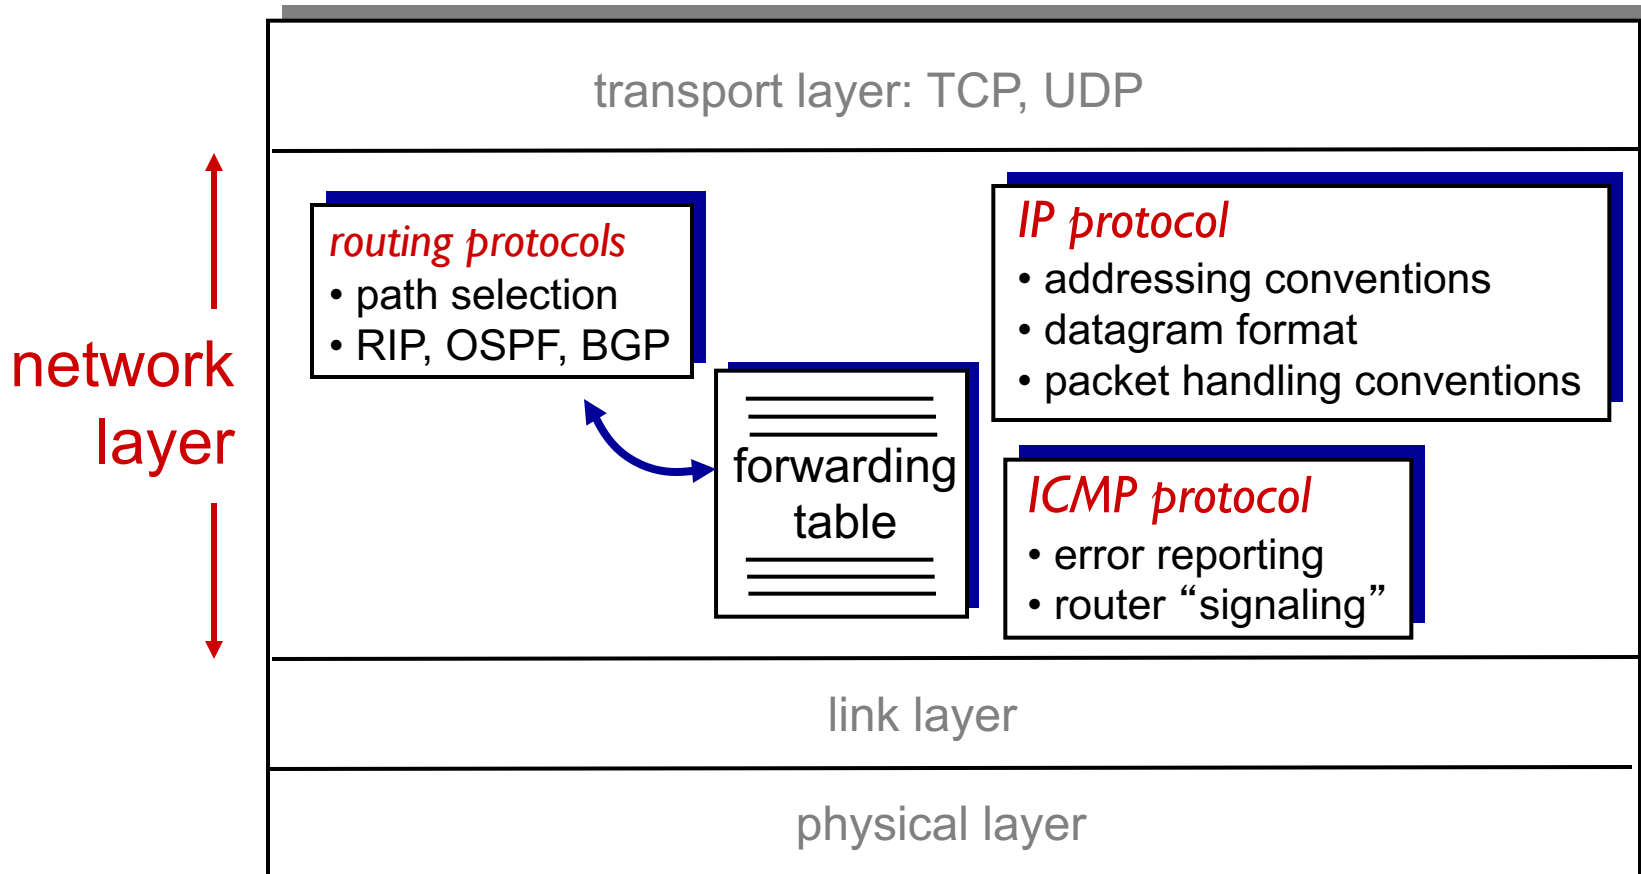 transport layer: TCP, UDP
network
layer
routing protocols
• path selection
• RIP, OSPF, BGP
forwarding
table
IP protocol
• addressing conventions
• datagram format
• packet handling conventions
ICMP protocol
• error reporting
• router “signaling”
link layer
physical layer